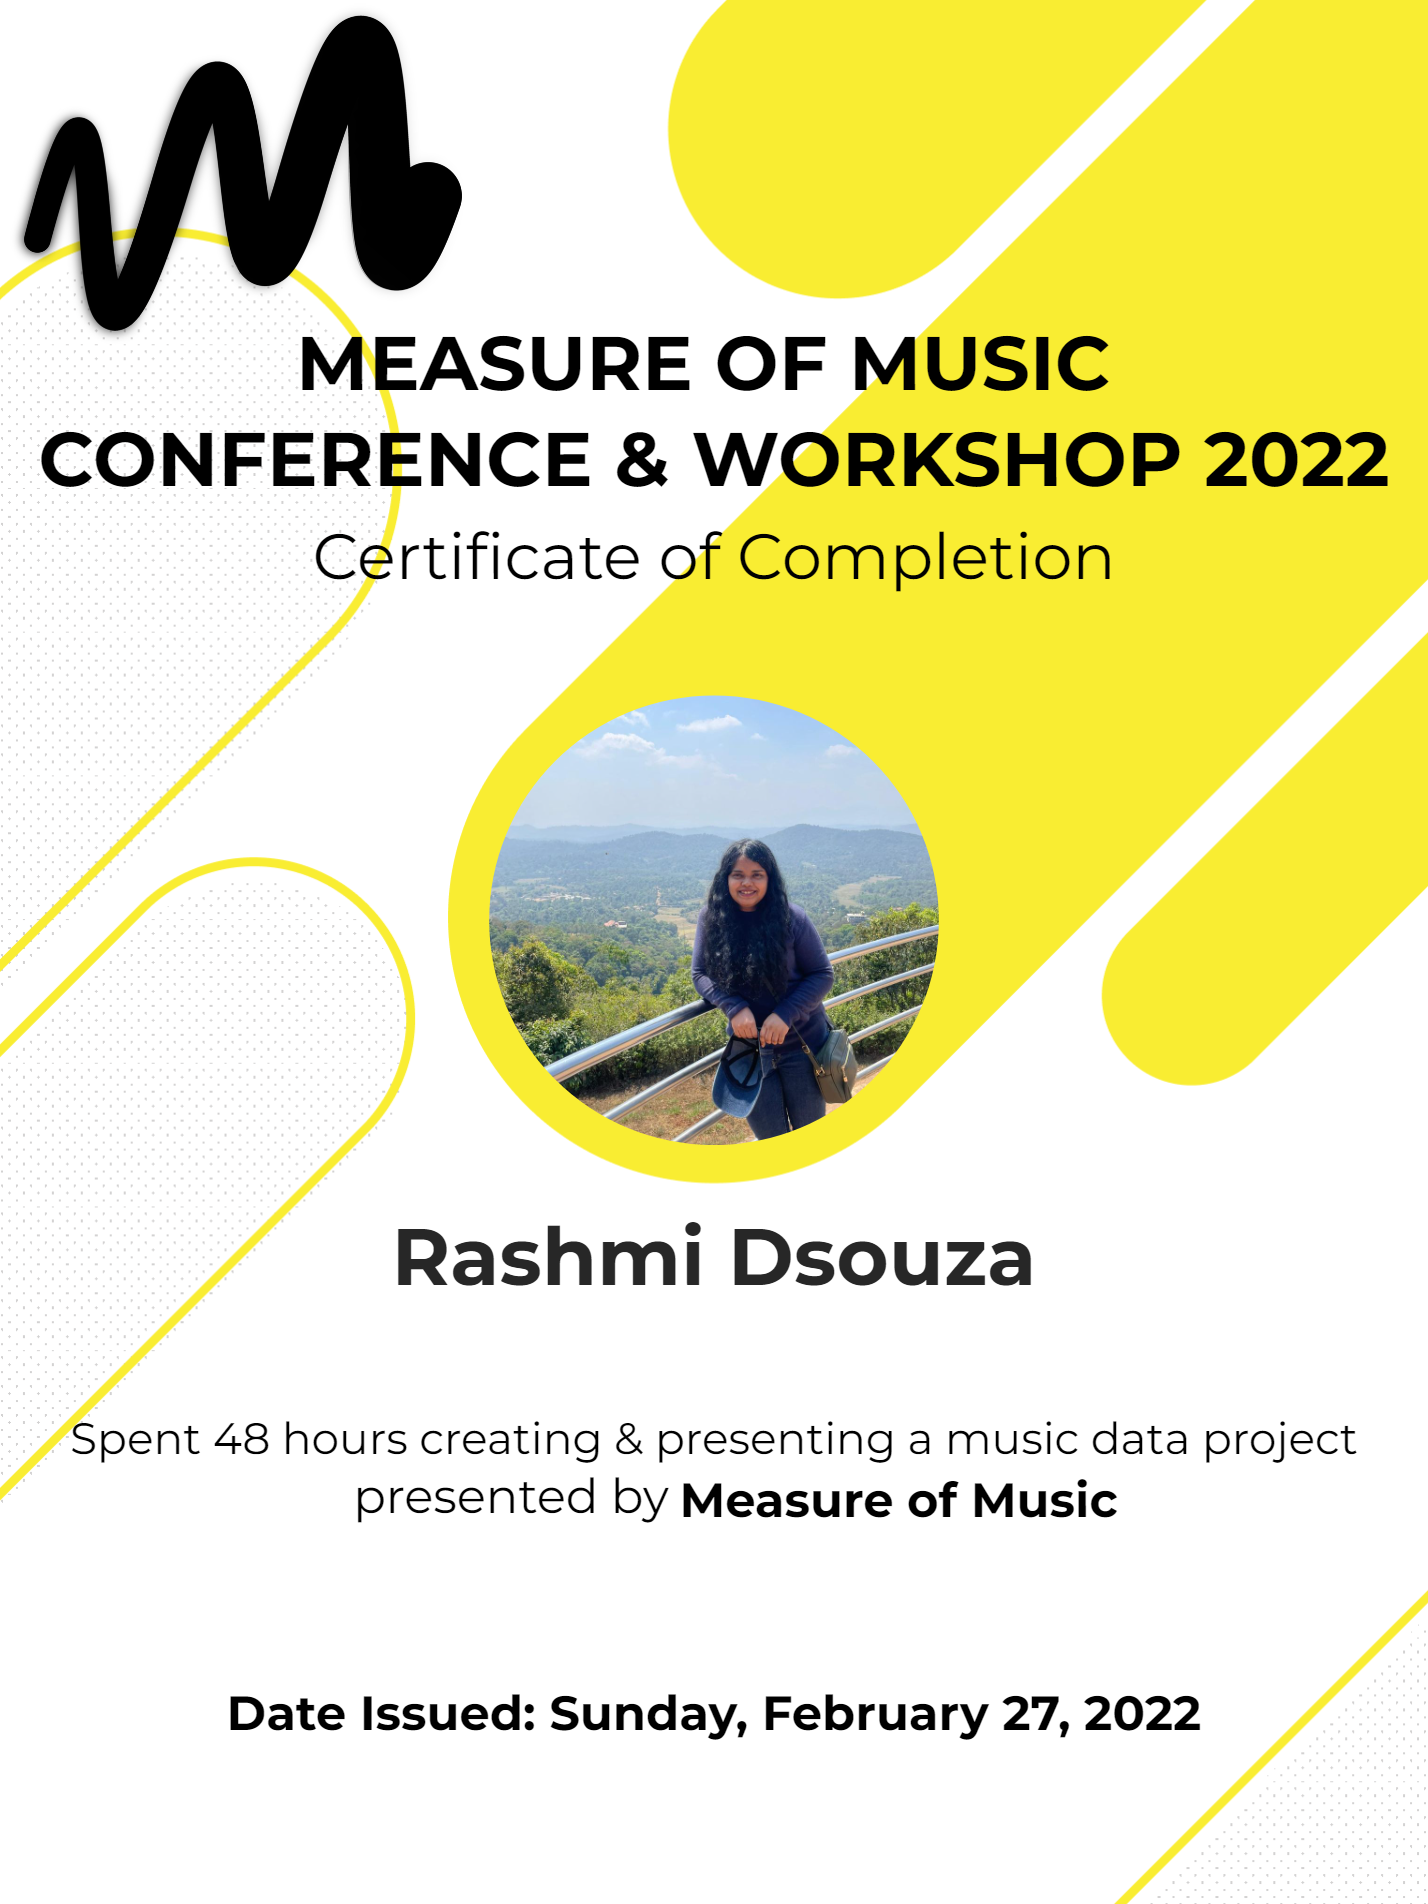 MEASURE OF MUSIC
CONFERENCE & WORKSHOP 2022
Certificate of Completion
Rashmi Dsouza
Spent 48 hours creating & presenting a music data project
presented by Measure of Music
Date Issued: Sunday, February 27, 2022